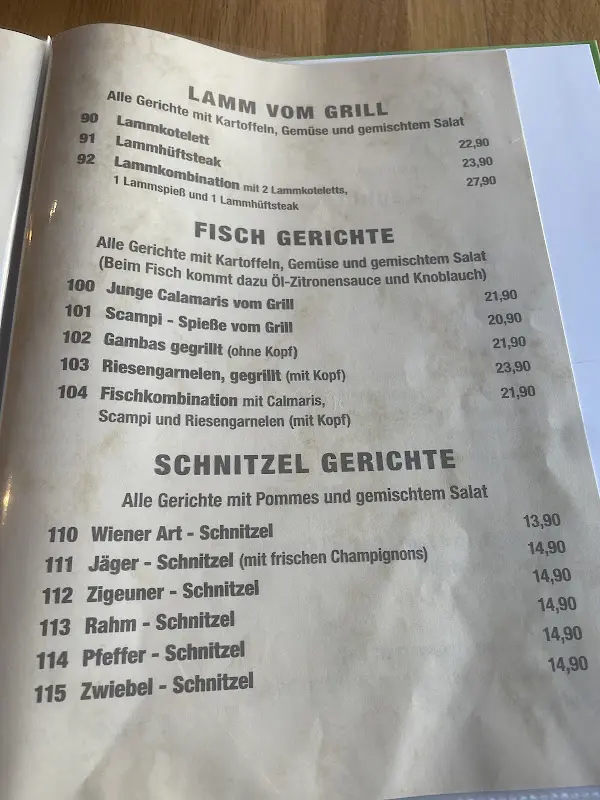 LAMM VOM GRILL
Alle Gerichte mit Kartoffeln, Gemüse und gemischtem Salat
90 Lammkotelett 22,90
91 Lammhüftsteak 23,90
92 Lammkombination mit 2 Lammkoteletts, 27,90
1 Lammspieß und 1 Lammhüftsteak
FISCH GERICHTE
Alle Gerichte mit Kartoffeln, Gemüse und gemischtem Salat
(Beim Fisch kommt dazu Öl-Zitronensauce und Knoblauch)
100 Junge Calamaris vom Grill 21,90
101 Scampi - Spieße vom Grill 20,90
102 Gambas gegrillt (ohne Kopf) 21,90
103 Riesengarnelen, gegrillt (mit Kopf) 23,90
104 Fischkombination mit Calmaris, 21,90
Scampi und Riesengarnelen (mit Kopf)
SCHNITZEL GERICHTE
Alle Gerichte mit Pommes und gemischtem Salat
110 Wiener Art - Schnitzel 13,90
111 Jäger - Schnitzel (mit frischen Champignons) 14,90
112 Zigeuner - Schnitzel 14,90
113 Rahm - Schnitzel 14,90
114 Pfeffer - Schnitzel 14,90
115 Zwiebel - Schnitzel 14,90